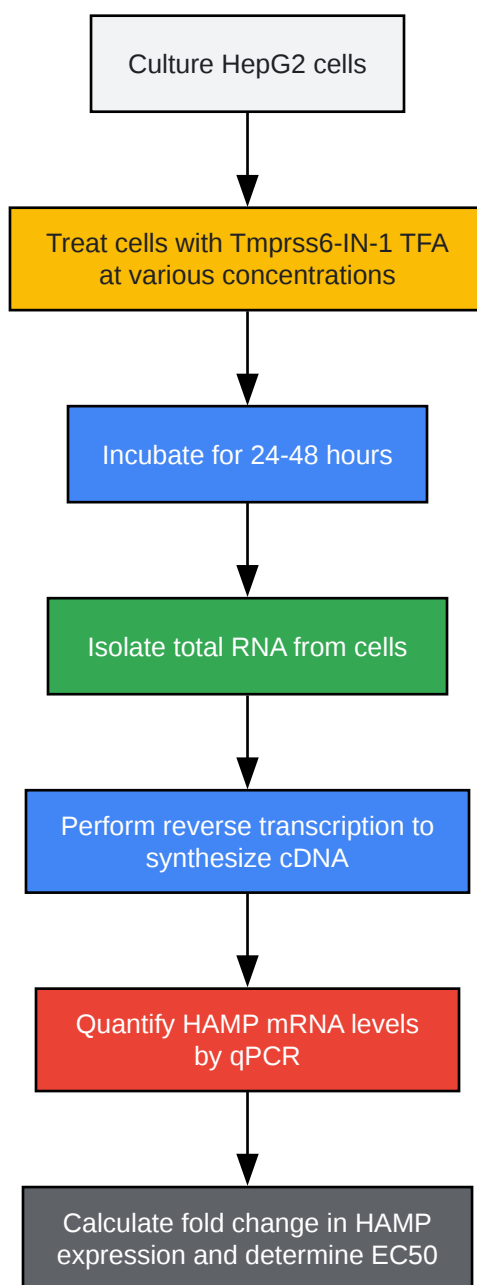 Culture HepG2 cells
Treat cells with Tmprss6-IN-1 TFA
at various concentrations
Incubate for 24-48 hours
Isolate total RNA from cells
Perform reverse transcription to
synthesize cDNA
Quantify HAMP mRNA levels
by qPCR
Calculate fold change in HAMP
expression and determine EC50